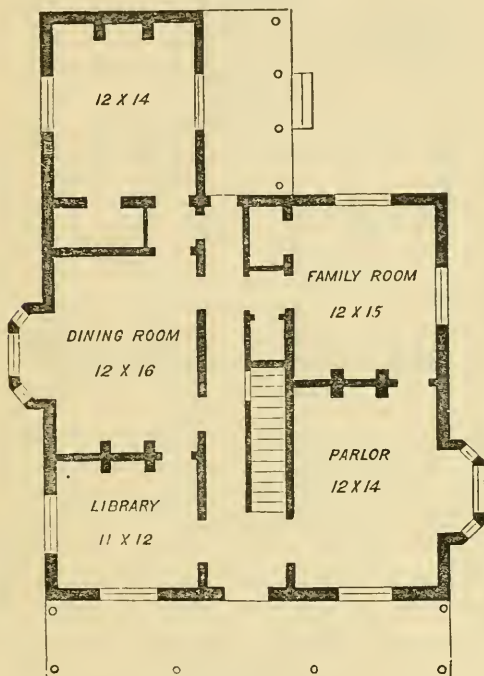 12 X 14
FAMILY ROOM
12 X 15
DINING ROOM
12 X 16
PARLOR
12 X 14
LIBRARY
11 X 12